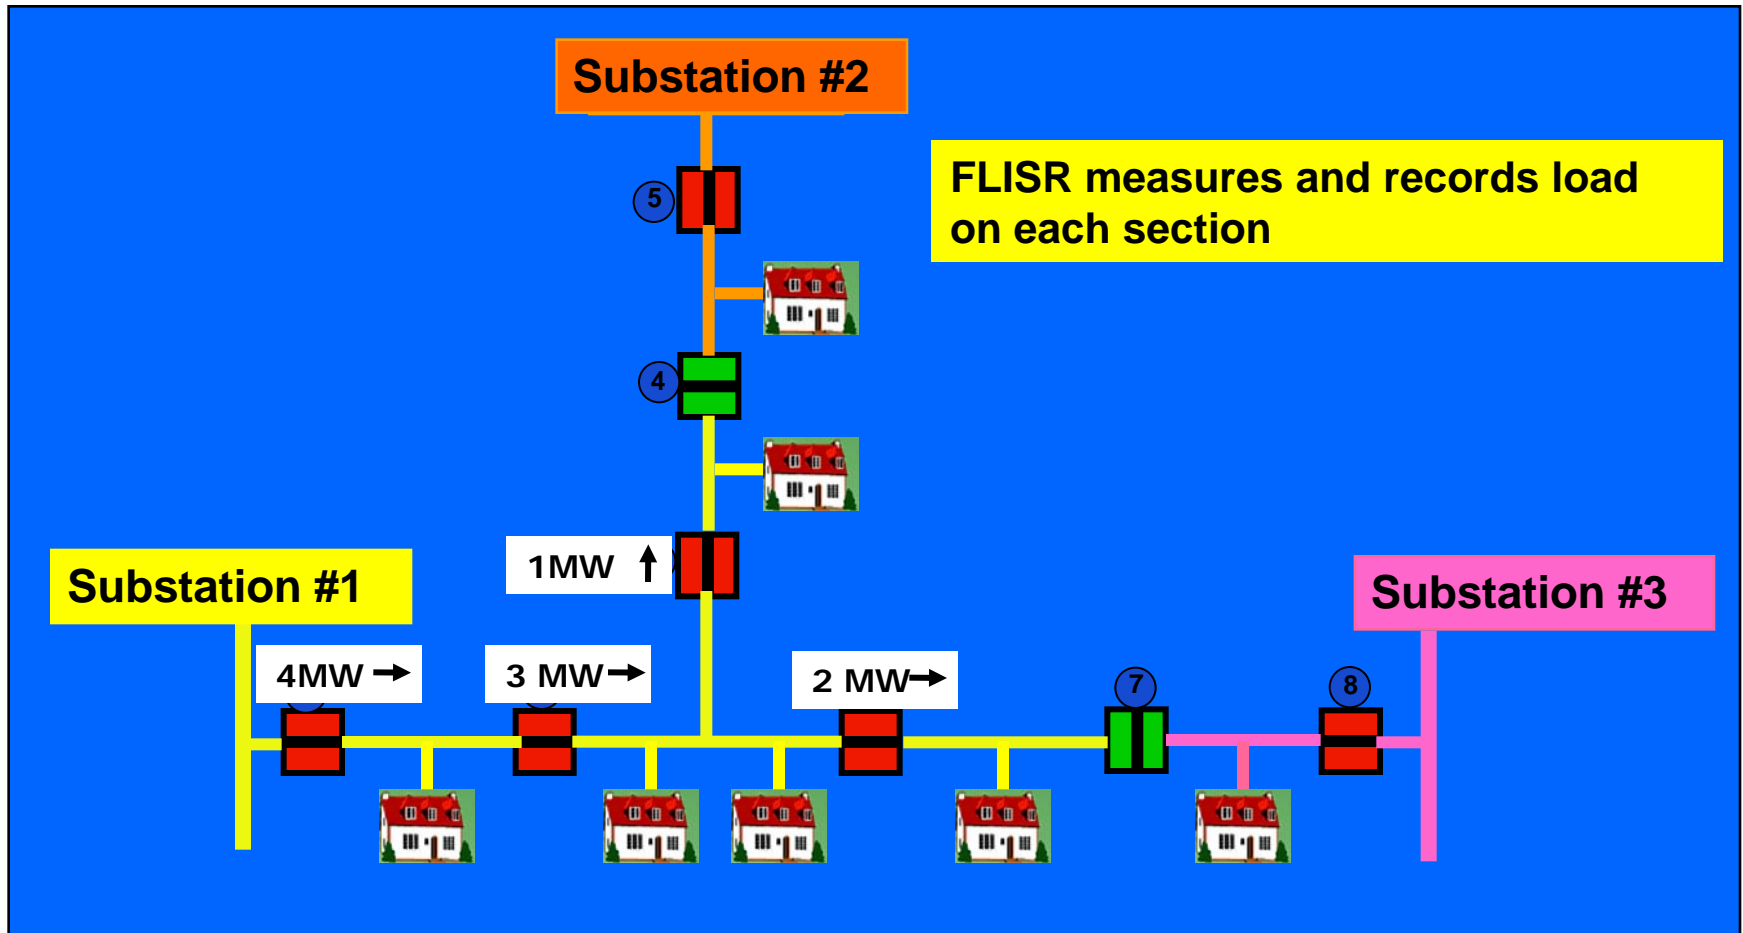 Substation #2
FLISR measures and records load
on each section
5
4
1MW
Substation #1
Substation #3
4MW
3 MW
2 MW
7
8